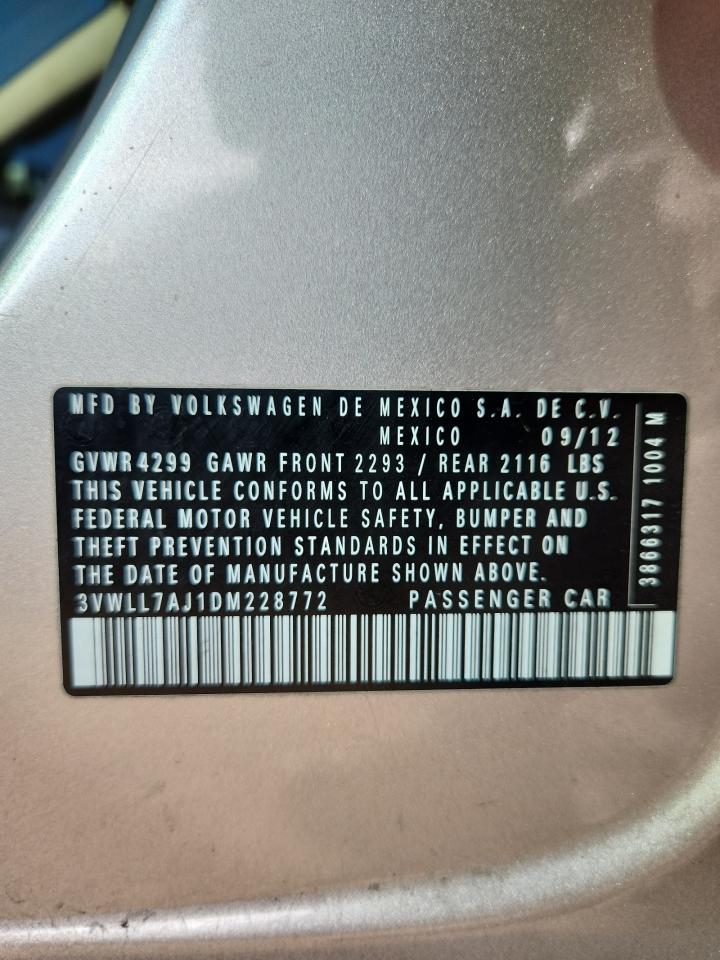 MFD BY VOLKSWAGEN DE MEXICO S.A. DE C.V.
MEXICO 09/12
GVWR 4299 GAWR FRONT 2293 / REAR 2116 LBS
THIS VEHICLE CONFORMS TO ALL APPLICABLE U.S.
FEDERAL MOTOR VEHICLE SAFETY, BUMPER AND
THEFT PREVENTION STANDARDS IN EFFECT ON
THE DATE OF MANUFACTURE SHOWN ABOVE.
3VWLL7AJ1DM228772 PASSENGER CAR
3866317 1004 M